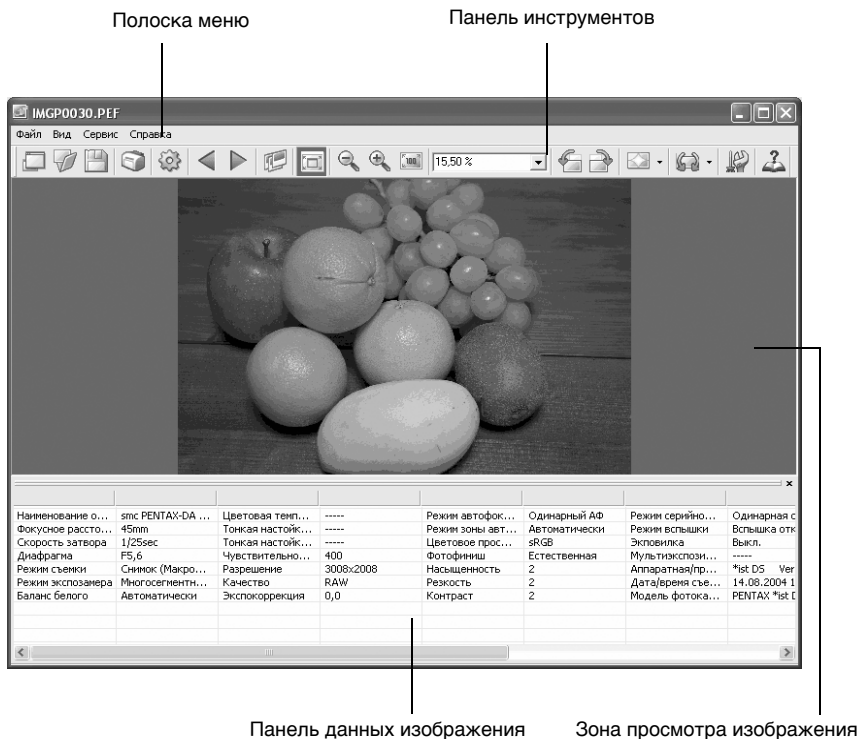 Полоска меню
Панель инструментов
IMGP0030.PEF
Файл Вид Сервис Справка
100
15,50 %
Наименование о... smc PENTAX-DA ... Цветовая темп... ----- Режим автофок... Одинарный АФ Режим серийно... Одинарная с
Фокусное рассто... 45mm Тонкая настойк... ----- Режим зоны авт... Автоматически Режим вспышки Вспышка отк
Скорость затвора 1/25sec Тонкая настойк... ----- Цветовое прос... sRGB Экповилка Выкл.
Диафрагма F5,6 Чувствительно... 400 Фотофиниш Естественная Мультиэкспози... -----
Режим съемки Снимок (Макро... Разрешение 3008x2008 Насыщенность 2 Аппаратная/пр... *ist DS Ver
Режим экспозамера Многосегментн... Качество RAW Резкость 2 Дата/время съе... 14.08.2004 1
Баланс белого Автоматически Экспокоррекция 0,0 Контраст 2 Модель фотока... PENTAX *ist D
Панель данных изображения
Зона просмотра изображения